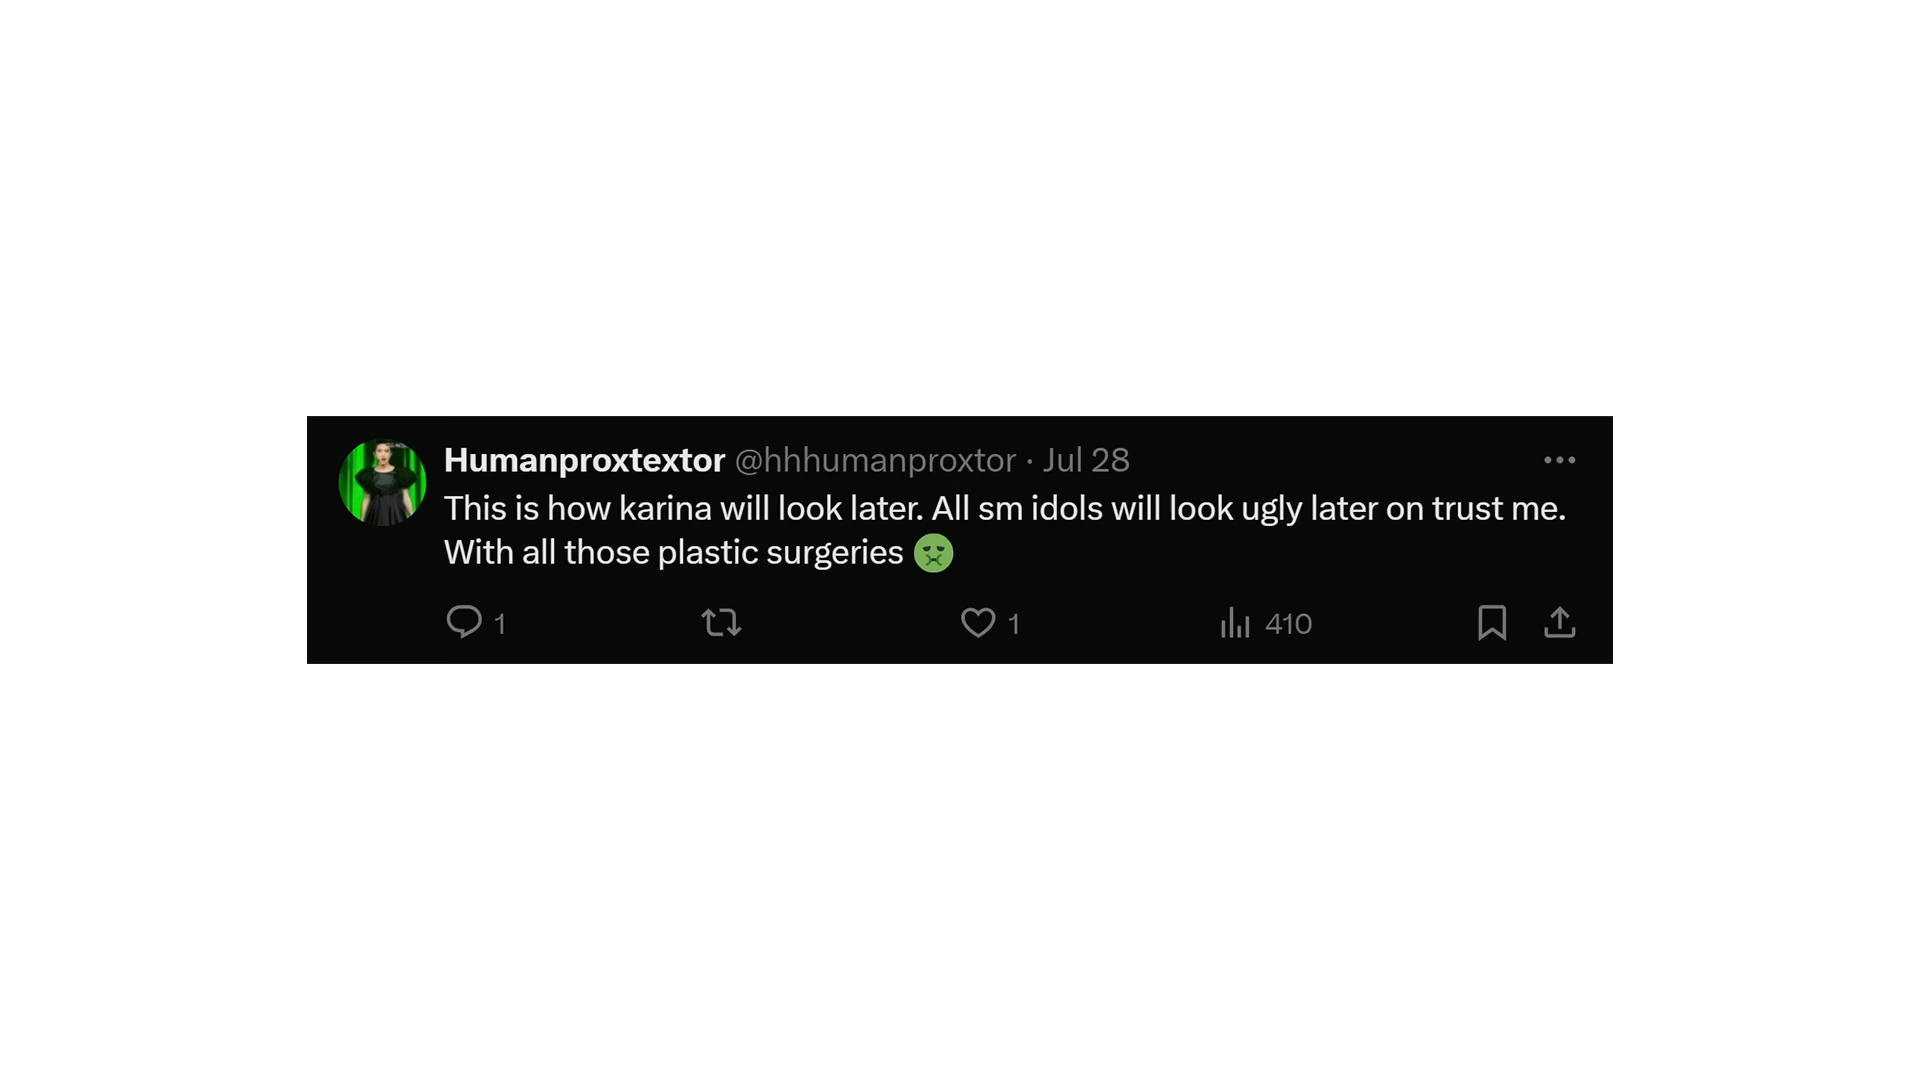 Humanproxtextor @hhhumanproxtor · Jul 28
This is how karina will look later. All sm idols will look ugly later on trust me.
With all those plastic surgeries 🤢
1 1 410